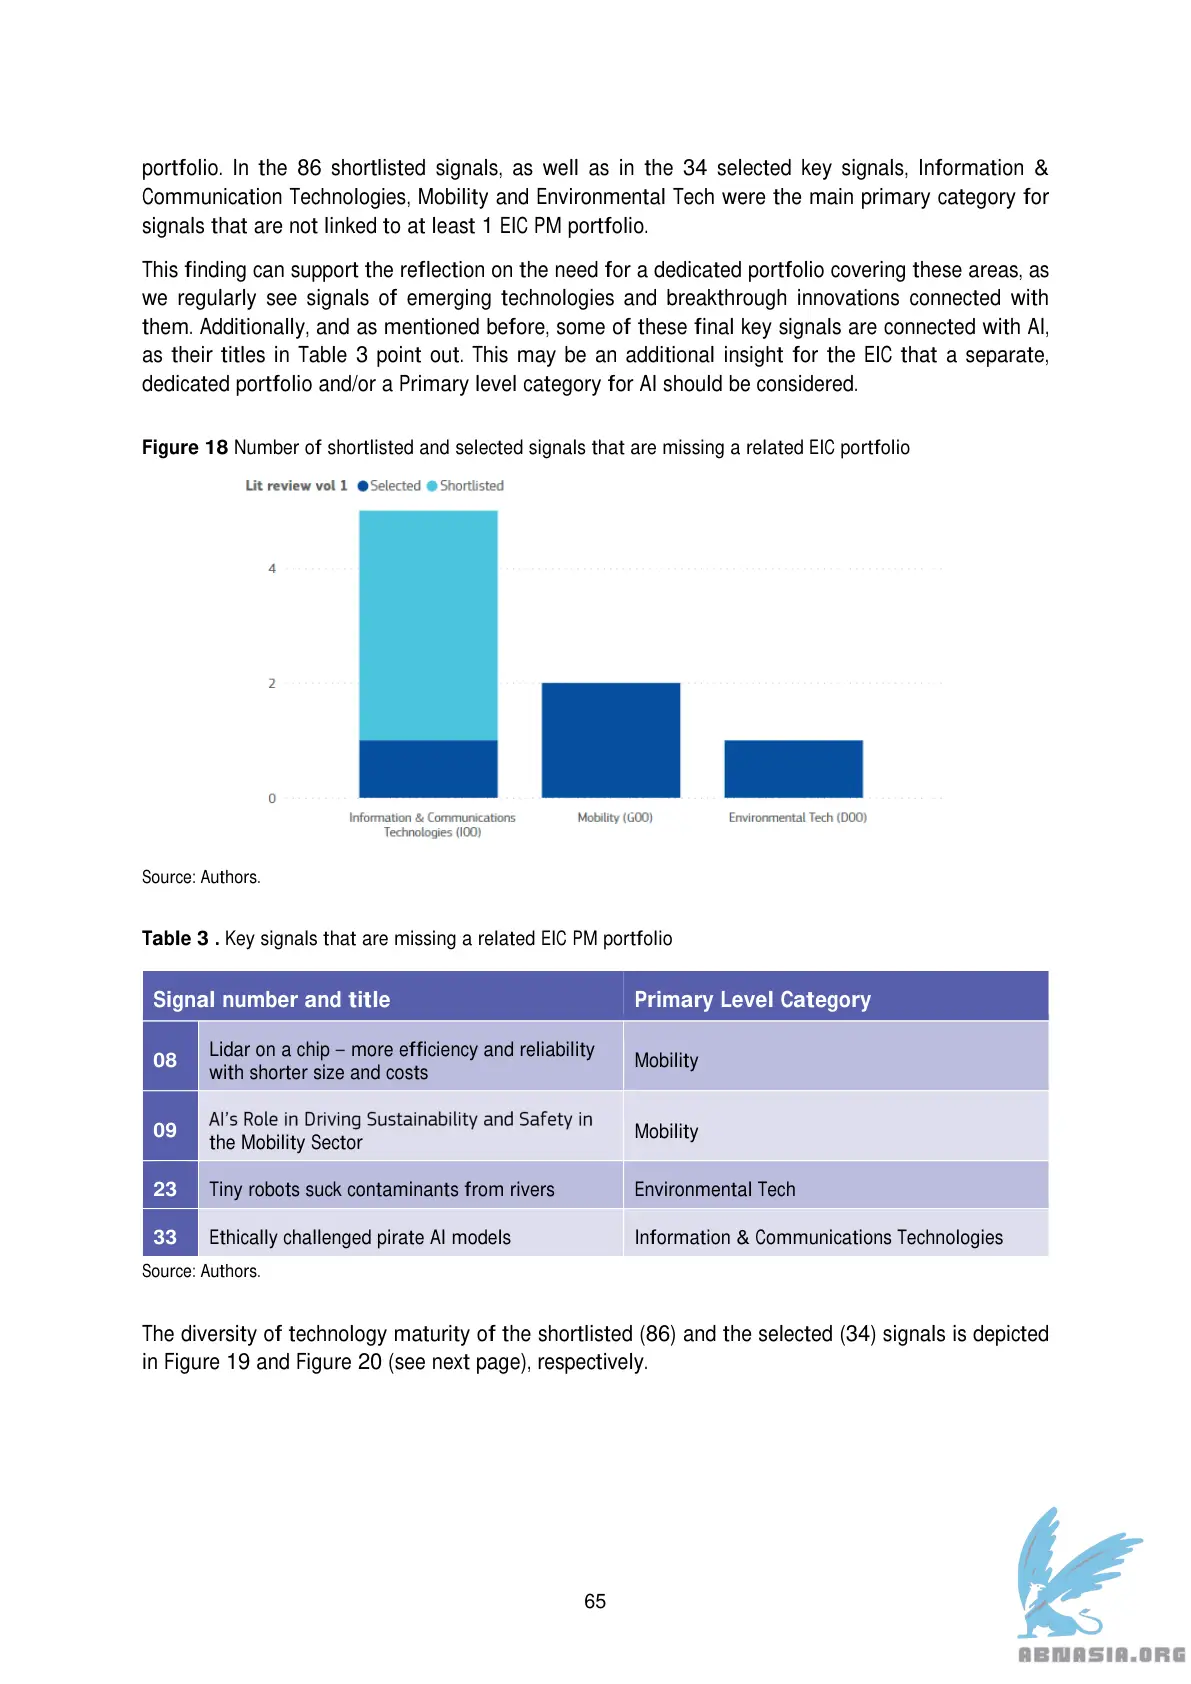 portfolio. In the 86 shortlisted signals, as well as in the 34 selected key signals, Information &
Communication Technologies, Mobility and Environmental Tech were the main primary category for
signals that are not linked to at least 1 EIC PM portfolio.
This finding can support the reflection on the need for a dedicated portfolio covering these areas, as
we regularly see signals of emerging technologies and breakthrough innovations connected with
them. Additionally, and as mentioned before, some of these final key signals are connected with AI,
as their titles in Table 3 point out. This may be an additional insight for the EIC that a separate,
dedicated portfolio and/or a Primary level category for AI should be considered.
Figure 18 Number of shortlisted and selected signals that are missing a related EIC portfolio
Lit review vol 1 Selected Shortlisted
4
2
0
Information & Communications
Technologies (I00)
Mobility (G00)
Environmental Tech (D00)
Source: Authors.
Table 3 . Key signals that are missing a related EIC PM portfolio
Signal number and title
Primary Level Category
08
Lidar on a chip – more efficiency and reliability
with shorter size and costs
Mobility
09
AI’s Role in Driving Sustainability and Safety in
the Mobility Sector
Mobility
23
Tiny robots suck contaminants from rivers
Environmental Tech
33
Ethically challenged pirate AI models
Information & Communications Technologies
Source: Authors.
The diversity of technology maturity of the shortlisted (86) and the selected (34) signals is depicted
in Figure 19 and Figure 20 (see next page), respectively.
65
ABNASIA.ORG